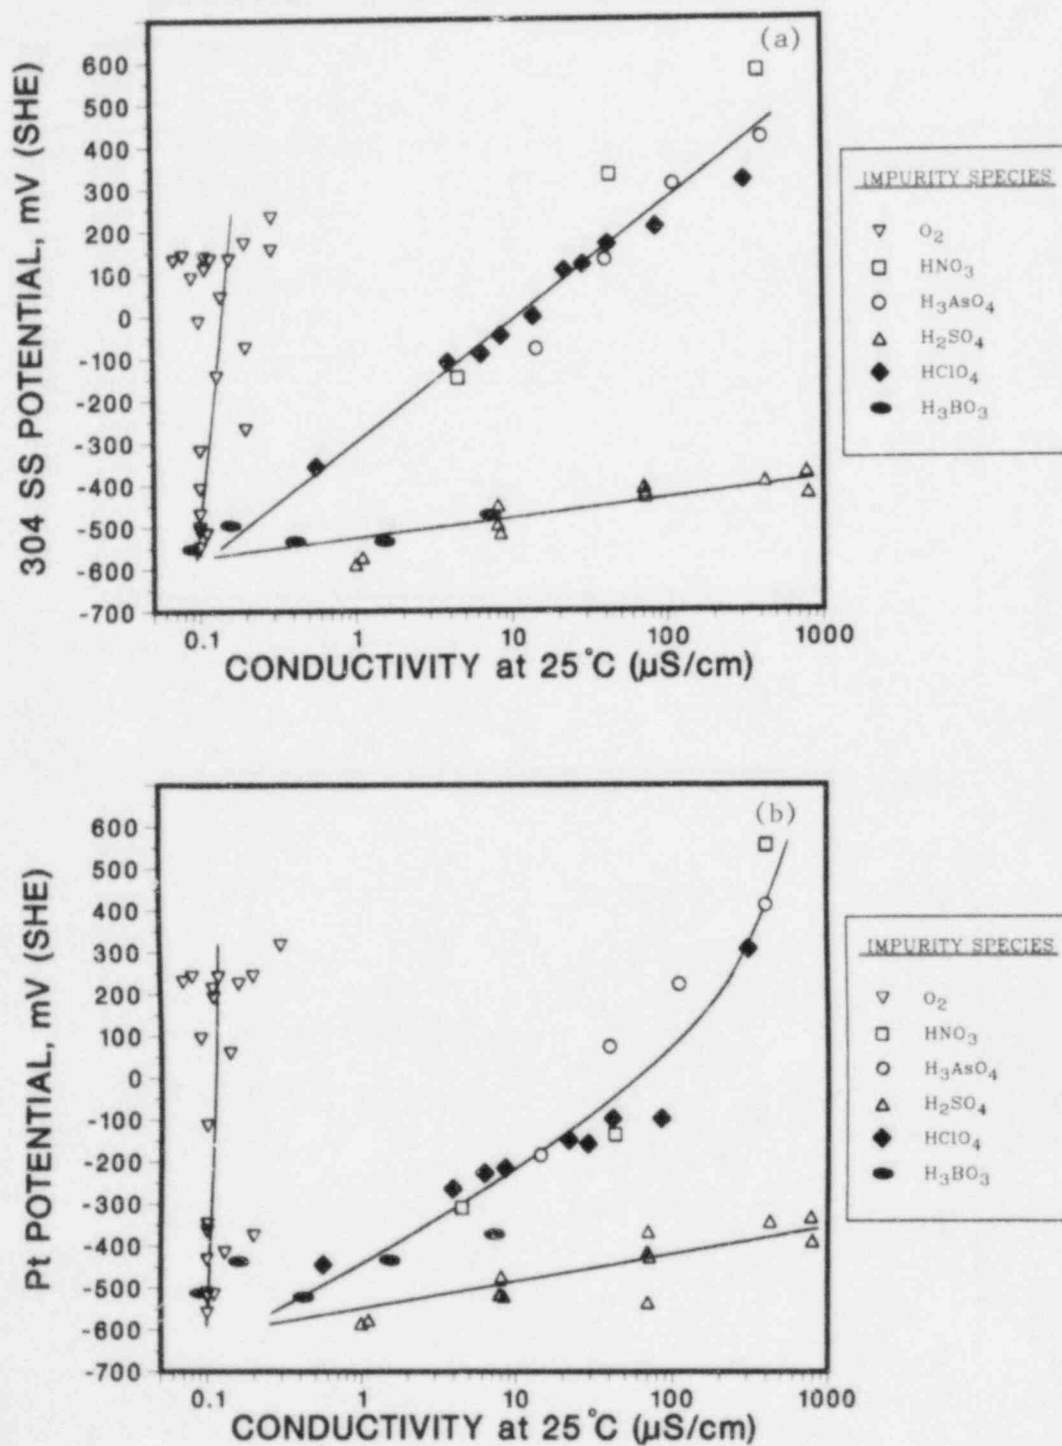 (a)
304 SS POTENTIAL, mV (SHE)
600
500
400
300
200
100
0
-100
-200
-300
-400
-500
-600
-700
0.1 1 10 100 1000
CONDUCTIVITY at 25°C (µS/cm)
IMPURITY SPECIES
O₂
HNO₃
H₃AsO₄
H₂SO₄
HClO₄
H₃BO₃
(b)
Pt POTENTIAL, mV (SHE)
600
500
400
300
200
100
0
-100
-200
-300
-400
-500
-600
-700
0.1 1 10 100 1000
CONDUCTIVITY at 25°C (µS/cm)
IMPURITY SPECIES
O₂
HNO₃
H₃AsO₄
H₂SO₄
HClO₄
H₃BO₃